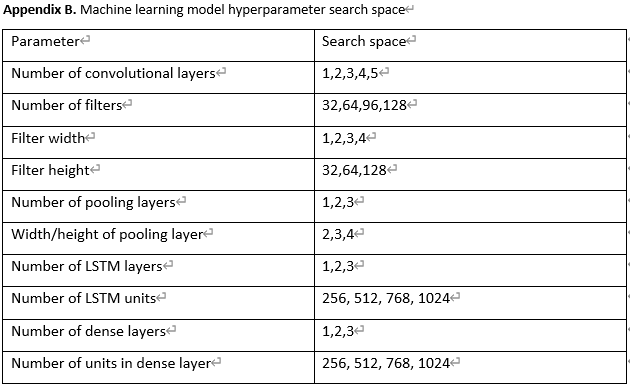 Appendix B. Machine learning model hyperparameter search space
Parameter Search space
Number of convolutional layers 1,2,3,4,5
Number of filters 32,64,96,128
Filter width 1,2,3,4
Filter height 32,64,128
Number of pooling layers 1,2,3
Width/height of pooling layer 2,3,4
Number of LSTM layers 1,2,3
Number of LSTM units 256, 512, 768, 1024
Number of dense layers 1,2,3
Number of units in dense layer 256, 512, 768, 1024